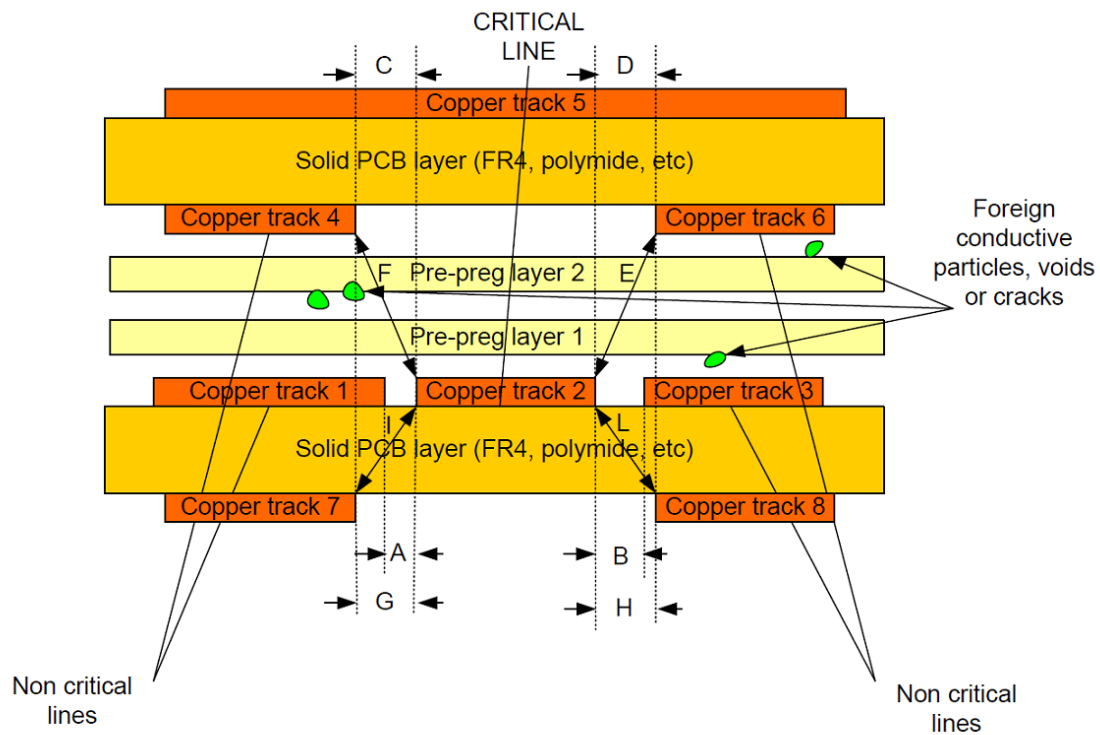 CRITICAL
LINE
C
D
Copper track 5
Solid PCB layer (FR4, polymide, etc)
Copper track 4
Copper track 6
Foreign
conductive
particles, voids
or cracks
F
Pre-preg layer 2
E
Pre-preg layer 1
Copper track 1
Copper track 2
Copper track 3
I
L
Solid PCB layer (FR4, polymide, etc)
Copper track 7
Copper track 8
A
B
G
H
Non critical
lines
Non critical
lines